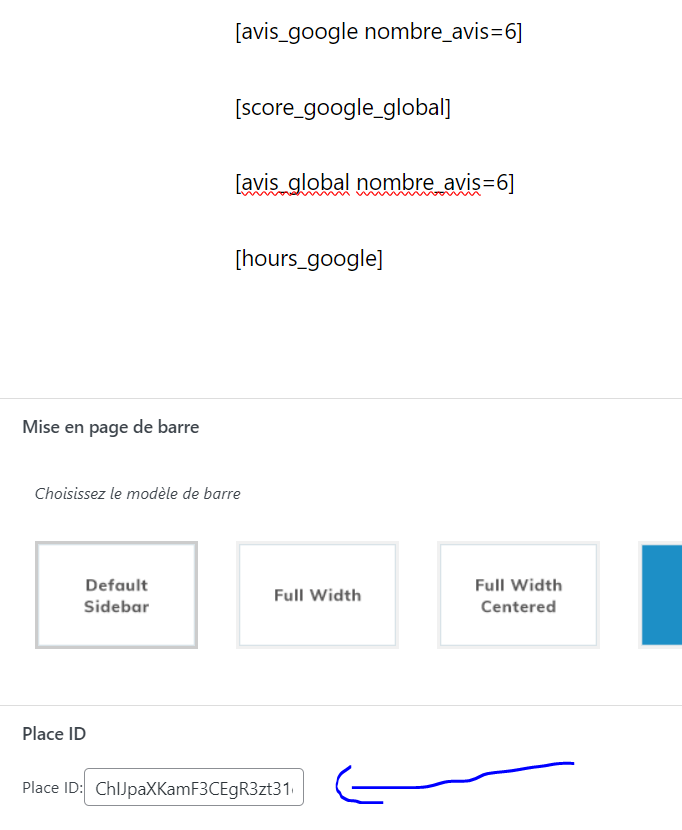 [avis_google nombre_avis=6]
[score_google_global]
[avis_global nombre_avis=6]
[hours_google]
Mise en page de barre
Choisissez le modèle de barre
Default
Sidebar
Full Width
Full Width
Centered
Place ID
Place ID: ChIJpaXKamF3CEgR3zt31